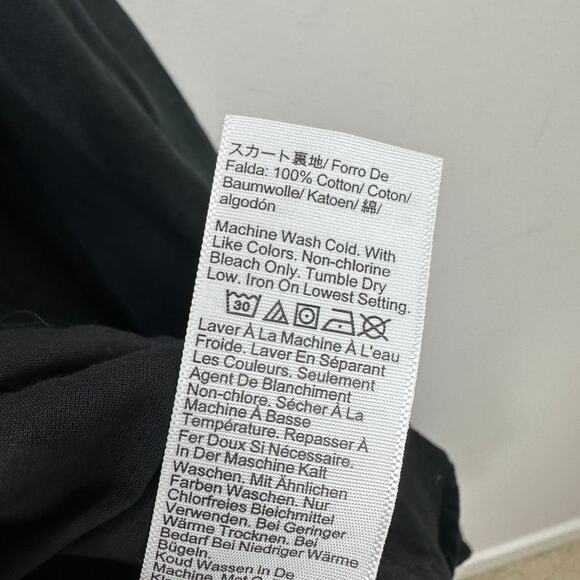 スカート裏地/ Forro De
Falda: 100% Cotton/ Coton/
Baumwolle/ Katoen/ 綿/
algodón
Machine Wash Cold. With
Like Colors. Non-chlorine
Bleach Only. Tumble Dry
Low. Iron On Lowest Setting.
30
Laver À La Machine À L'eau
Froide. Laver En Séparant
Les Couleurs. Seulement
Agent De Blanchiment
Non-chlore. Sécher À La
Machine À Basse
Température. Repasser À
Fer Doux Si Nécessaire.
In Der Maschine Kalt
Waschen. Mit Ähnlichen
Farben Waschen. Nur
Chlorfreies Bleichmittel
Verwenden. Bei Geringer
Wärme Trocknen. Bei
Bedarf Bei Niedriger Wärme
Bügeln.
Koud Wassen In De
Machine. Met